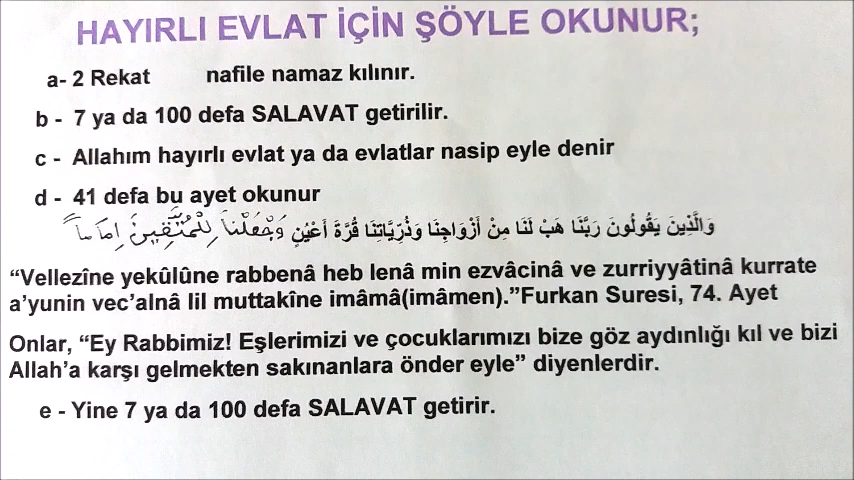 HAYIRLI EVLAT İÇİN ŞÖYLE OKUNUR;
a- 2 Rekat nafile namaz kılınır.
b - 7 ya da 100 defa SALAVAT getirilir.
c - Allahım hayırlı evlat ya da evlatlar nasip eyle denir
d - 41 defa bu ayet okunur
وَالَّذِينَ يَقُولُونَ رَبَّنَا هَبْ لَنَا مِنْ أَزْوَاجِنَا وَذُرِّيَّاتِنَا قُرَّةَ أَعْيُنٍ وَجْعَلْنَا لِلْمُتَّقِينَ اِمَامًا
“Vellezîne yekûlûne rabbenâ heb lenâ min ezvâcinâ ve zurriyyâtinâ kurrate
a’yunin vec’alnâ lil muttakîne imâmâ(imâmen).”Furkan Suresi, 74. Ayet
Onlar, “Ey Rabbimiz! Eşlerimizi ve çocuklarımızı bize göz aydınlığı kıl ve bizi
Allah’a karşı gelmekten sakınanlara önder eyle” diyenlerdir.
e - Yine 7 ya da 100 defa SALAVAT getirir.